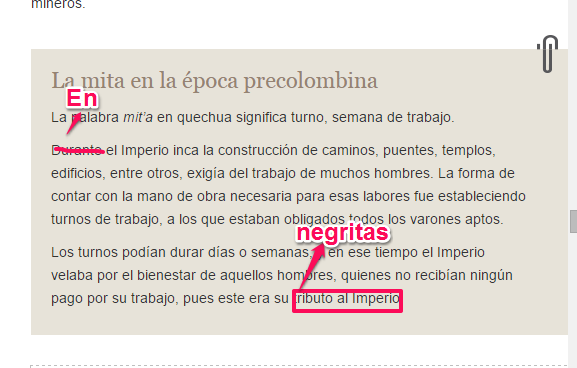 mineros.
La mita en la época precolombina
En
La palabra mit'a en quechua significa turno, semana de trabajo.
Durante el Imperio inca la construcción de caminos, puentes, templos,
edificios, entre otros, exigía del trabajo de muchos hombres. La forma de
contar con la mano de obra necesaria para esas labores fue estableciendo
turnos de trabajo, a los que estaban obligados todos los varones aptos.
negritas
Los turnos podían durar días o semanas, en ese tiempo el Imperio
velaba por el bienestar de aquellos hombres, quienes no recibían ningún
pago por su trabajo, pues este era su tributo al Imperio